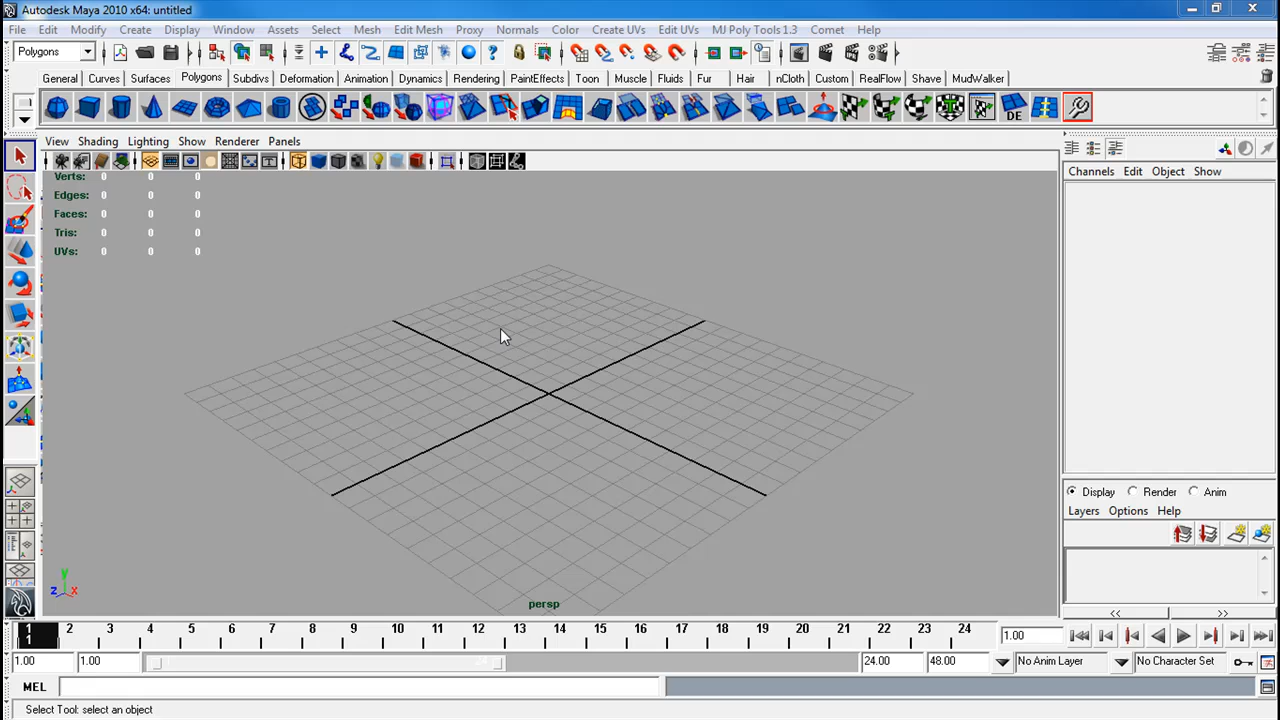 Autodesk Maya 2010 x64: untitled
File Edit Modify Create Display Window Assets Select Mesh Edit Mesh Proxy Normals Color Create UVs Edit UVs MJ Poly Tools 1.3 Comet Help
Polygons
General Curves Surfaces Polygons Subdivs Deformation Animation Dynamics Rendering PaintEffects Toon Muscle Fluids Fur Hair nCloth Custom RealFlow Shave MudWalker
DE
View Shading Lighting Show Renderer Panels
Channels Edit Object Show
Verts: 0 0 0
Edges: 0 0 0
Faces: 0 0 0
Tris: 0 0 0
UVs: 0 0 0
Display Render Anim
Layers Options Help
y
z x
persp
<< >>
1 2 3 4 5 6 7 8 9 10 11 12 13 14 15 16 17 18 19 20 21 22 23 24
1
1.00
1.00 1.00 24 24.00 48.00 No Anim Layer No Character Set
MEL
Select Tool: select an object